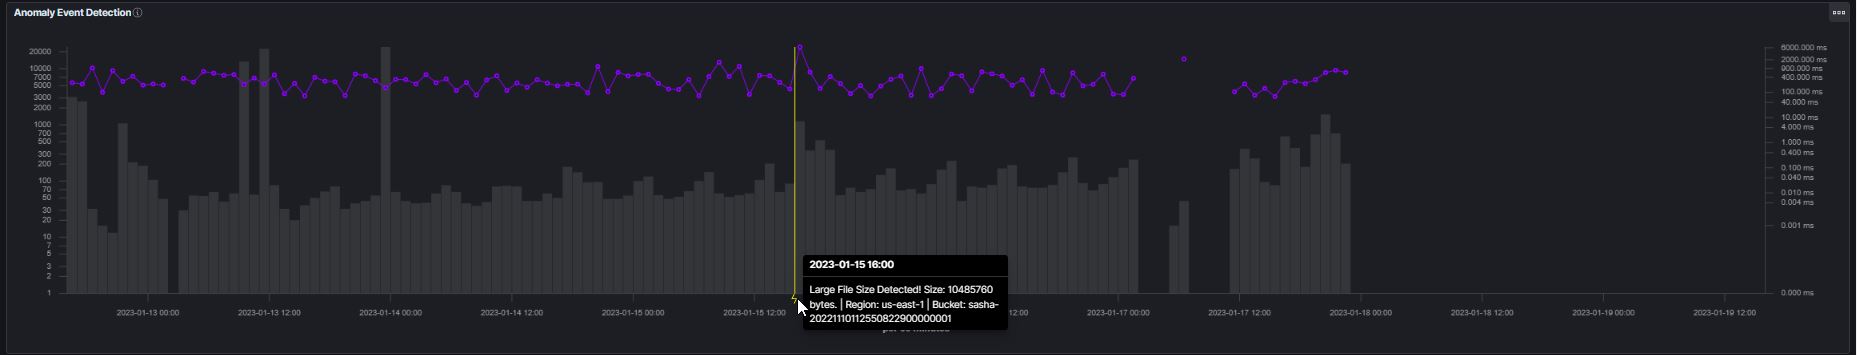 Anomaly Event Detection
20000
10000
7000
5000
3000
2000
1000
700
500
300
200
100
70
50
30
20
10
7
5
3
2
1
6000.000 ms
2000.000 ms
000.000 ms
400.000 ms
100.000 ms
40.000 ms
10.000 ms
4.000 ms
1.000 ms
0.400 ms
0.100 ms
0.040 ms
0.010 ms
0.004 ms
0.001 ms
0.000 ms
2023-01-15 16:00
Large File Size Detected! Size: 10485760
bytes. | Region: us-east-1 | Bucket: sasha-
20221110112550822900000001
2023-01-13 00:00 2023-01-13 12:00 2023-01-14 00:00 2023-01-14 12:00 2023-01-15 00:00 2023-01-15 12:00 12:00 2023-01-17 00:00 2023-01-17 12:00 2023-01-18 00:00 2023-01-18 12:00 2023-01-19 00:00 2023-01-19 12:00